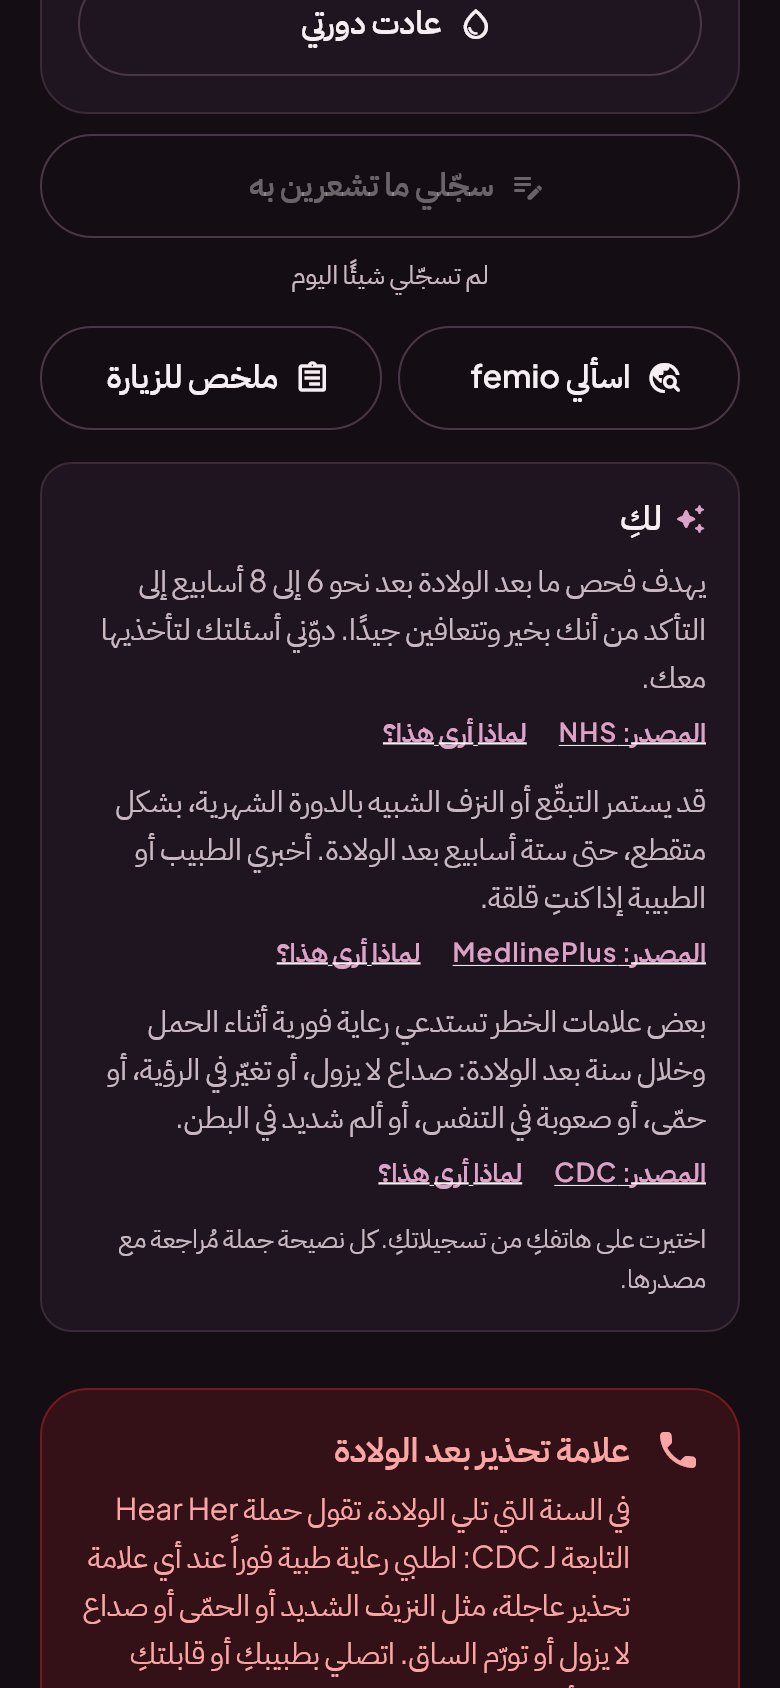 عادت دورتي
سجّلي ما تشعرين به
لم تسجّلي شيئًا اليوم
اسألي femio
ملخص للزيارة
لكِ
يهدف فحص ما بعد الولادة بعد نحو 6 إلى 8 أسابيع إلى
التأكد من أنك بخير وتتعافين جيدًا. دوّني أسئلتك لتأخذيها
معك.
المصدر: NHS لماذا أرى هذا؟
قد يستمر التبقّع أو النزف الشبيه بالدورة الشهرية، بشكل
متقطع، حتى ستة أسابيع بعد الولادة. أخبري الطبيب أو
الطبيبة إذا كنتِ قلقة.
المصدر: MedlinePlus لماذا أرى هذا؟
بعض علامات الخطر تستدعي رعاية فورية أثناء الحمل
وخلال سنة بعد الولادة: صداع لا يزول، أو تغيّر في الرؤية، أو
حمّى، أو صعوبة في التنفس، أو ألم شديد في البطن.
المصدر: CDC لماذا أرى هذا؟
اختيرت على هاتفكِ من تسجيلاتكِ. كل نصيحة جملة مُراجعة مع
مصدرها.
علامة تحذير بعد الولادة
في السنة التي تلي الولادة، تقول حملة Hear Her
التابعة لـ CDC: اطلبي رعاية طبية فوراً عند أي علامة
تحذير عاجلة، مثل النزيف الشديد أو الحمّى أو صداع
لا يزول أو تورّم الساق. اتصلي بطبيبكِ أو قابلتكِ